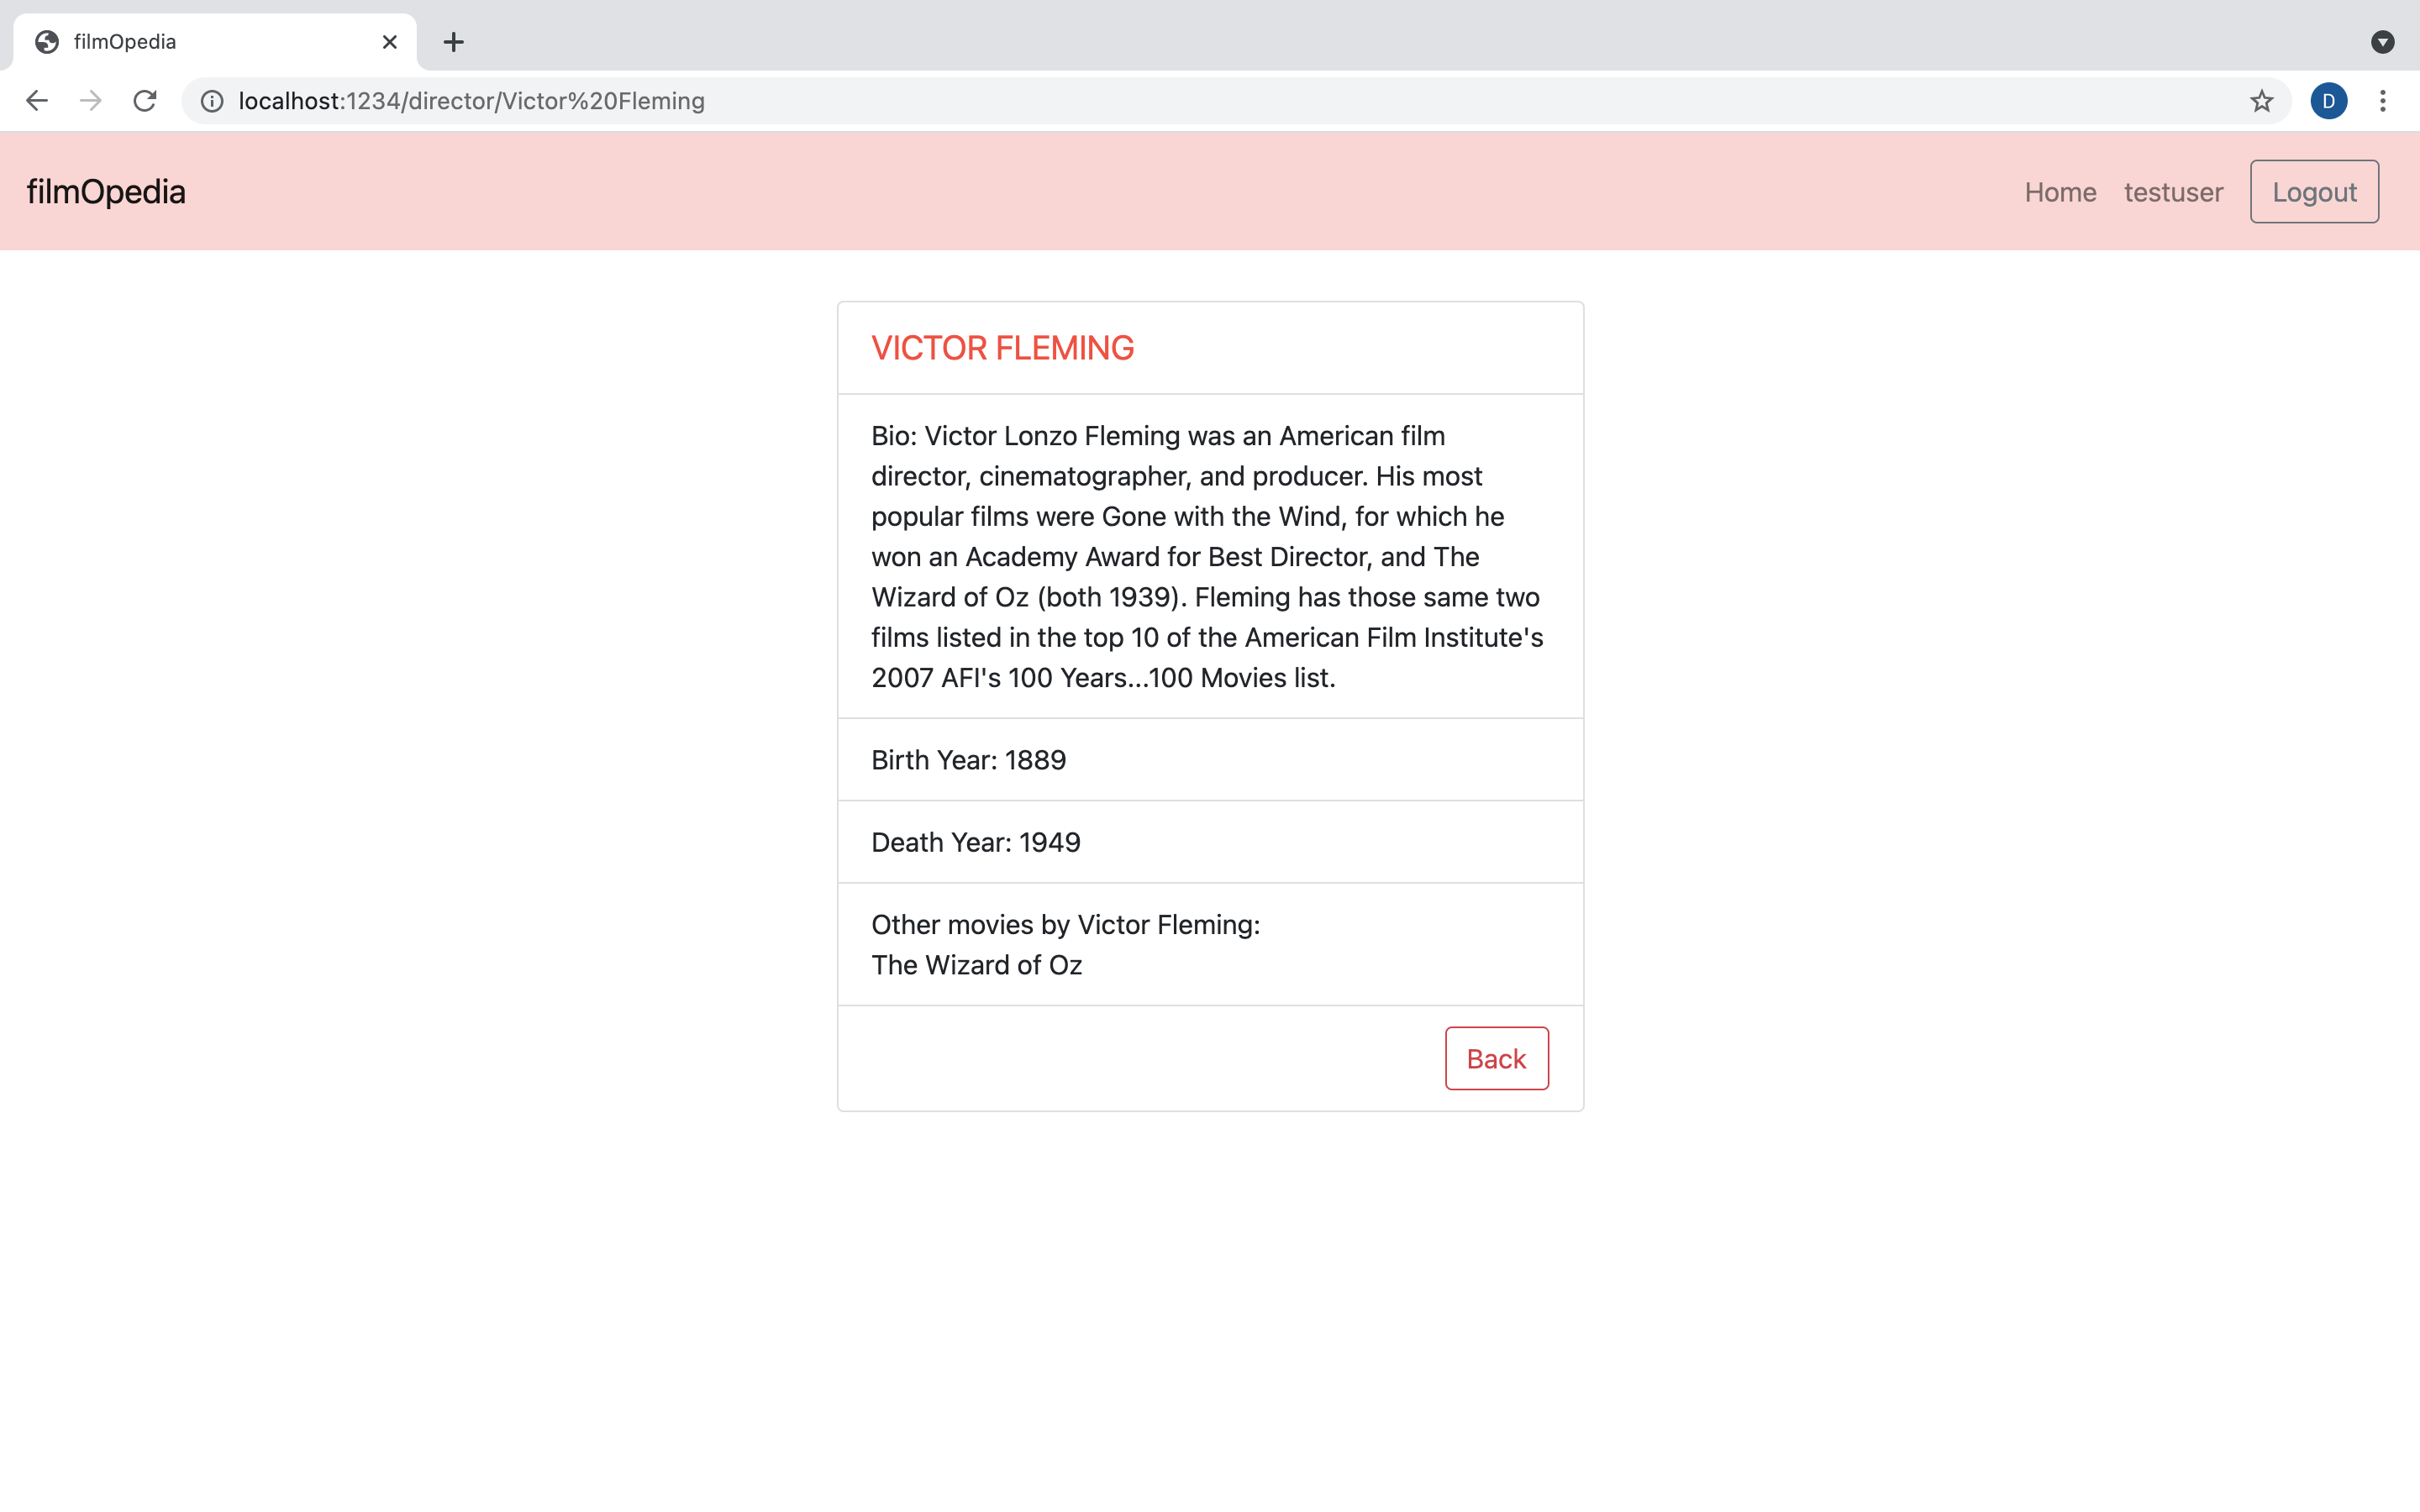 filmOpedia
localhost:1234/director/Victor%20Fleming
D
filmOpedia
Home testuser Logout
VICTOR FLEMING
Bio: Victor Lonzo Fleming was an American film
director, cinematographer, and producer. His most
popular films were Gone with the Wind, for which he
won an Academy Award for Best Director, and The
Wizard of Oz (both 1939). Fleming has those same two
films listed in the top 10 of the American Film Institute's
2007 AFI's 100 Years...100 Movies list.
Birth Year: 1889
Death Year: 1949
Other movies by Victor Fleming:
The Wizard of Oz
Back